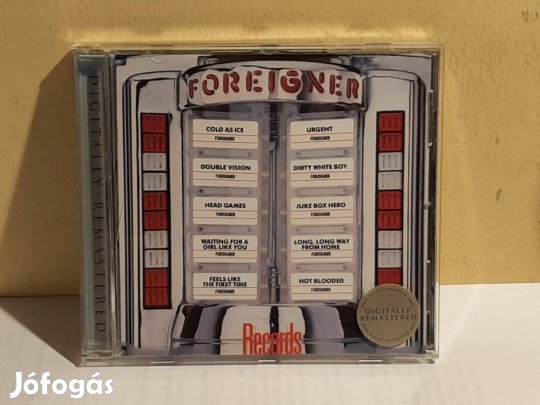 DIGITALLY•REMASTERED
FOREIGNER
COLD AS ICE
FOREIGNER
DOUBLE VISION
FOREIGNER
HEAD GAMES
FOREIGNER
WAITING FOR A
GIRL LIKE YOU
FOREIGNER
FEELS LIKE
THE FIRST TIME
FOREIGNER
URGENT
FOREIGNER
DIRTY WHITE BOY
FOREIGNER
JUKE BOX HERO
FOREIGNER
LONG, LONG WAY
FROM HOME
FOREIGNER
HOT BLOODED
FOREIGNER
Records
DIGITALLY
REMASTERED
Jófogás